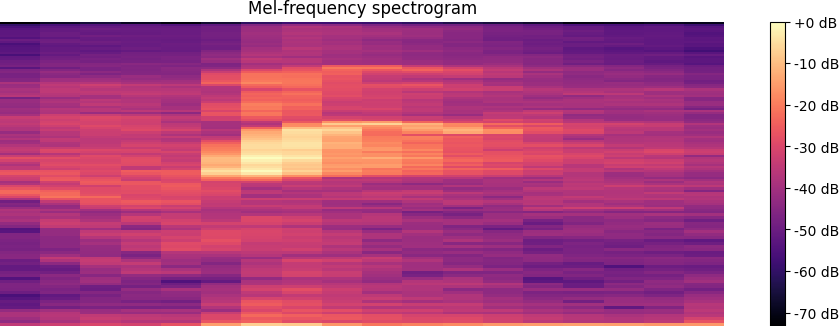 Mel-frequency spectrogram
+0 dB
-10 dB
-20 dB
-30 dB
-40 dB
-50 dB
-60 dB
-70 dB